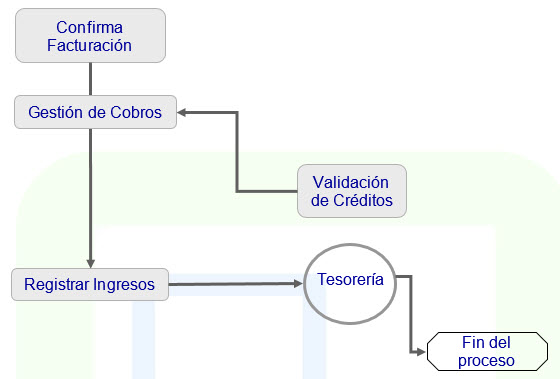 Confirma
Facturación
Gestión de Cobros
Validación
de Créditos
Registrar Ingresos
Tesorería
Fin del
proceso